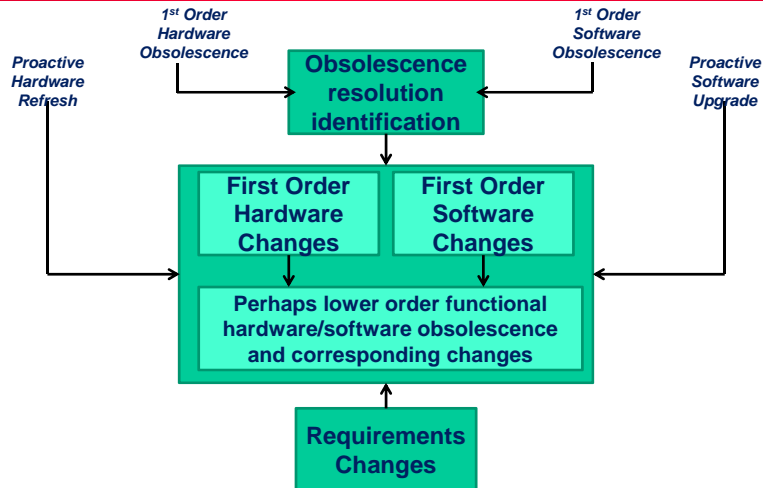 1st Order
Hardware
Obsolescence
1st Order
Software
Obsolescence
Proactive
Hardware
Refresh
Obsolescence
resolution
identification
Proactive
Software
Upgrade
First Order
Hardware
Changes
First Order
Software
Changes
Perhaps lower order functional
hardware/software obsolescence
and corresponding changes
Requirements
Changes